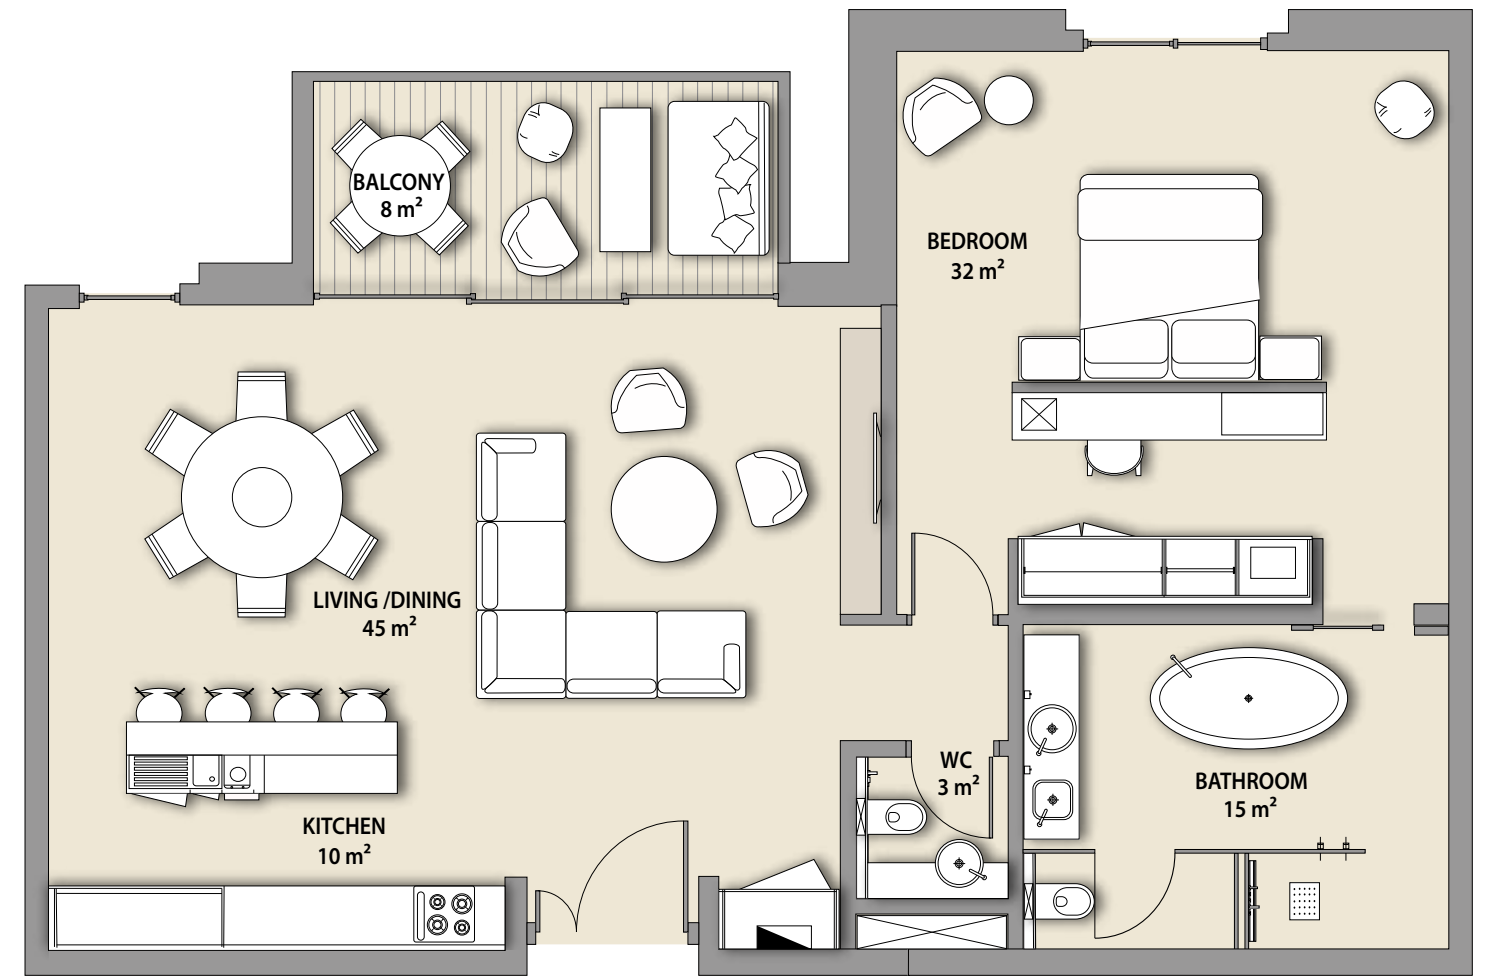 BALCONY
8 m²
BEDROOM
32 m²
LIVING /DINING
45 m²
WC
3 m²
BATHROOM
15 m²
KITCHEN
10 m²